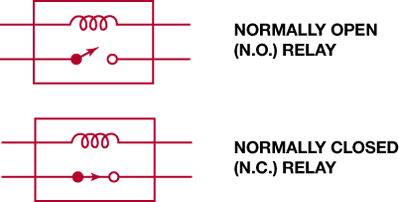 NORMALLY OPEN
(N.O.) RELAY
NORMALLY CLOSED
(N.C.) RELAY